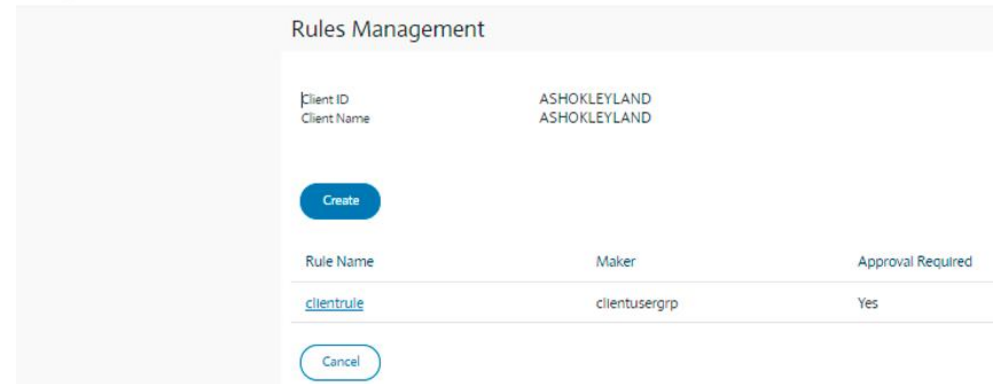 Rules Management
Client ID ASHOKLEYLAND
Client Name ASHOKLEYLAND
Create
Rule Name Maker Approval Required
clientrule clientusergrp Yes
Cancel